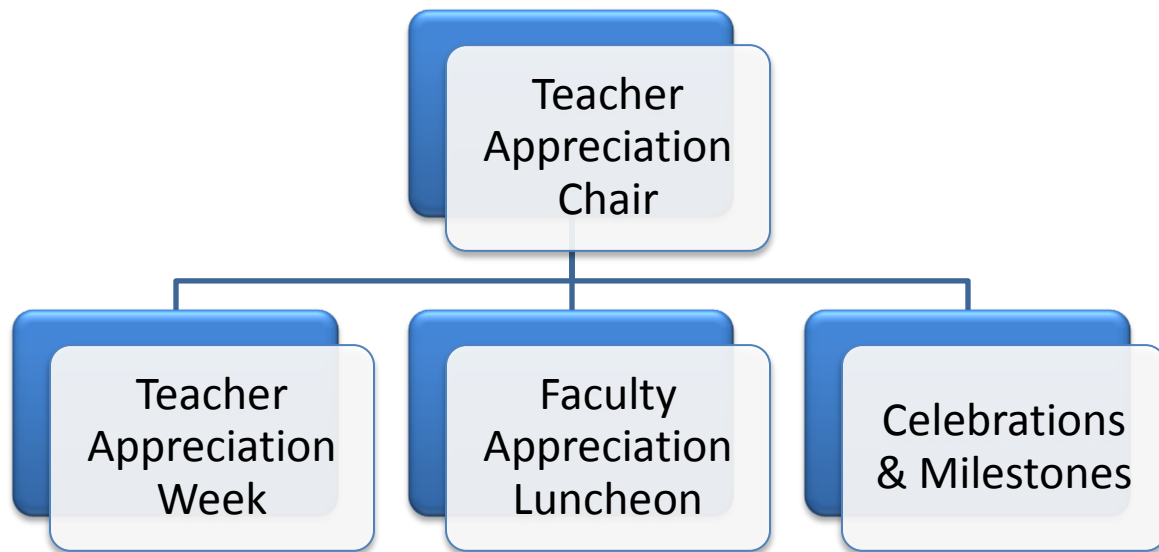 Teacher
Appreciation
Chair
Teacher
Appreciation
Week
Faculty
Appreciation
Luncheon
Celebrations
& Milestones